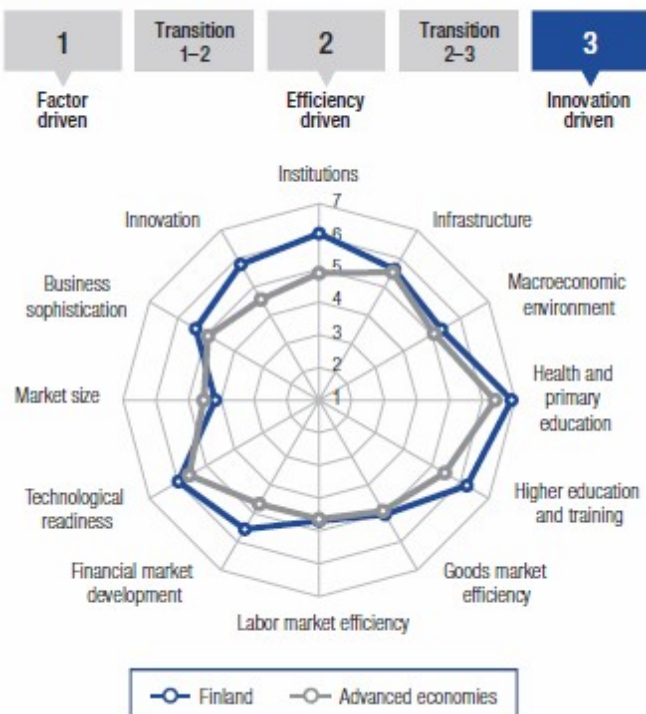 1
Transition
1–2
2
Transition
2–3
3
Factor
driven
Efficiency
driven
Innovation
driven
Institutions
Innovation
7
Infrastructure
6
Business
sophistication
5
Macroeconomic
environment
4
3
2
Market size
1
Health and
primary
education
Technological
readiness
Higher education
and training
Financial market
development
Goods market
efficiency
Labor market efficiency
Finland
Advanced economies